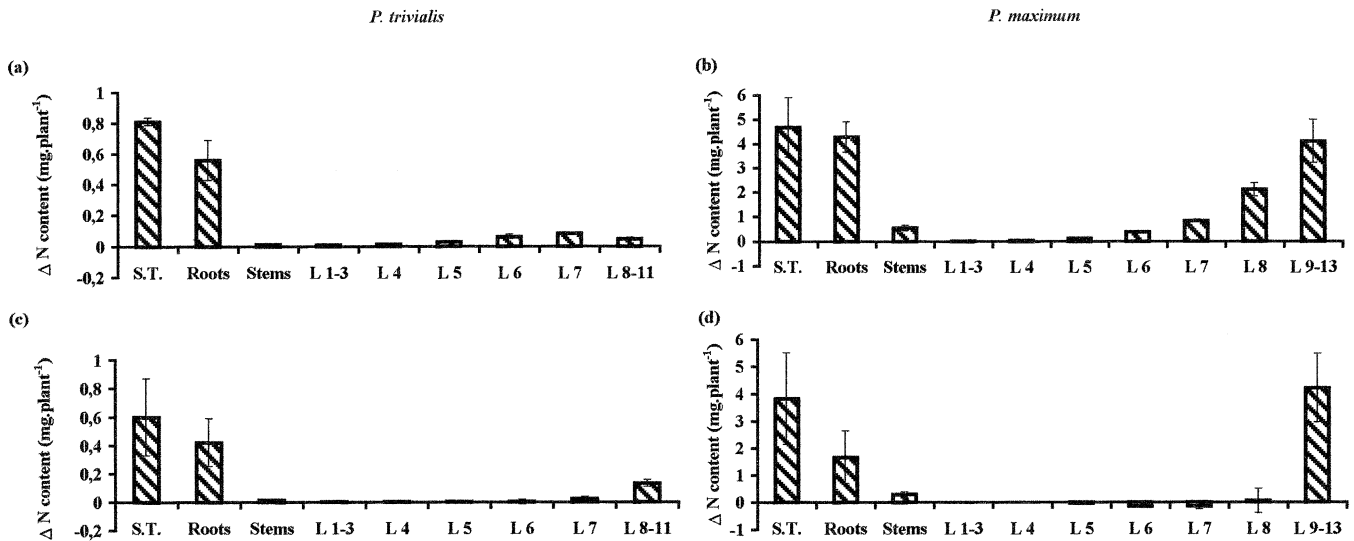 P. trivialis
P. maximum
(a)
Δ N content (mg.plant-1)
1
0,8
0,6
0,4
0,2
0
-0,2
S.T. Roots Stems L 1-3 L 4 L 5 L 6 L 7 L 8-11
(b)
Δ N content (mg.plant-1)
6
5
4
3
2
1
0
-1
S.T. Roots Stems L 1-3 L 4 L 5 L 6 L 7 L 8 L 9-13
(c)
Δ N content (mg.plant-1)
1
0,8
0,6
0,4
0,2
0
-0,2
S.T. Roots Stems L 1-3 L 4 L 5 L 6 L 7 L 8-11
(d)
Δ N content (mg.plant-1)
6
5
4
3
2
1
0
-1
S.T. Roots Stems L 1-3 L 4 L 5 L 6 L 7 L 8 L 9-13